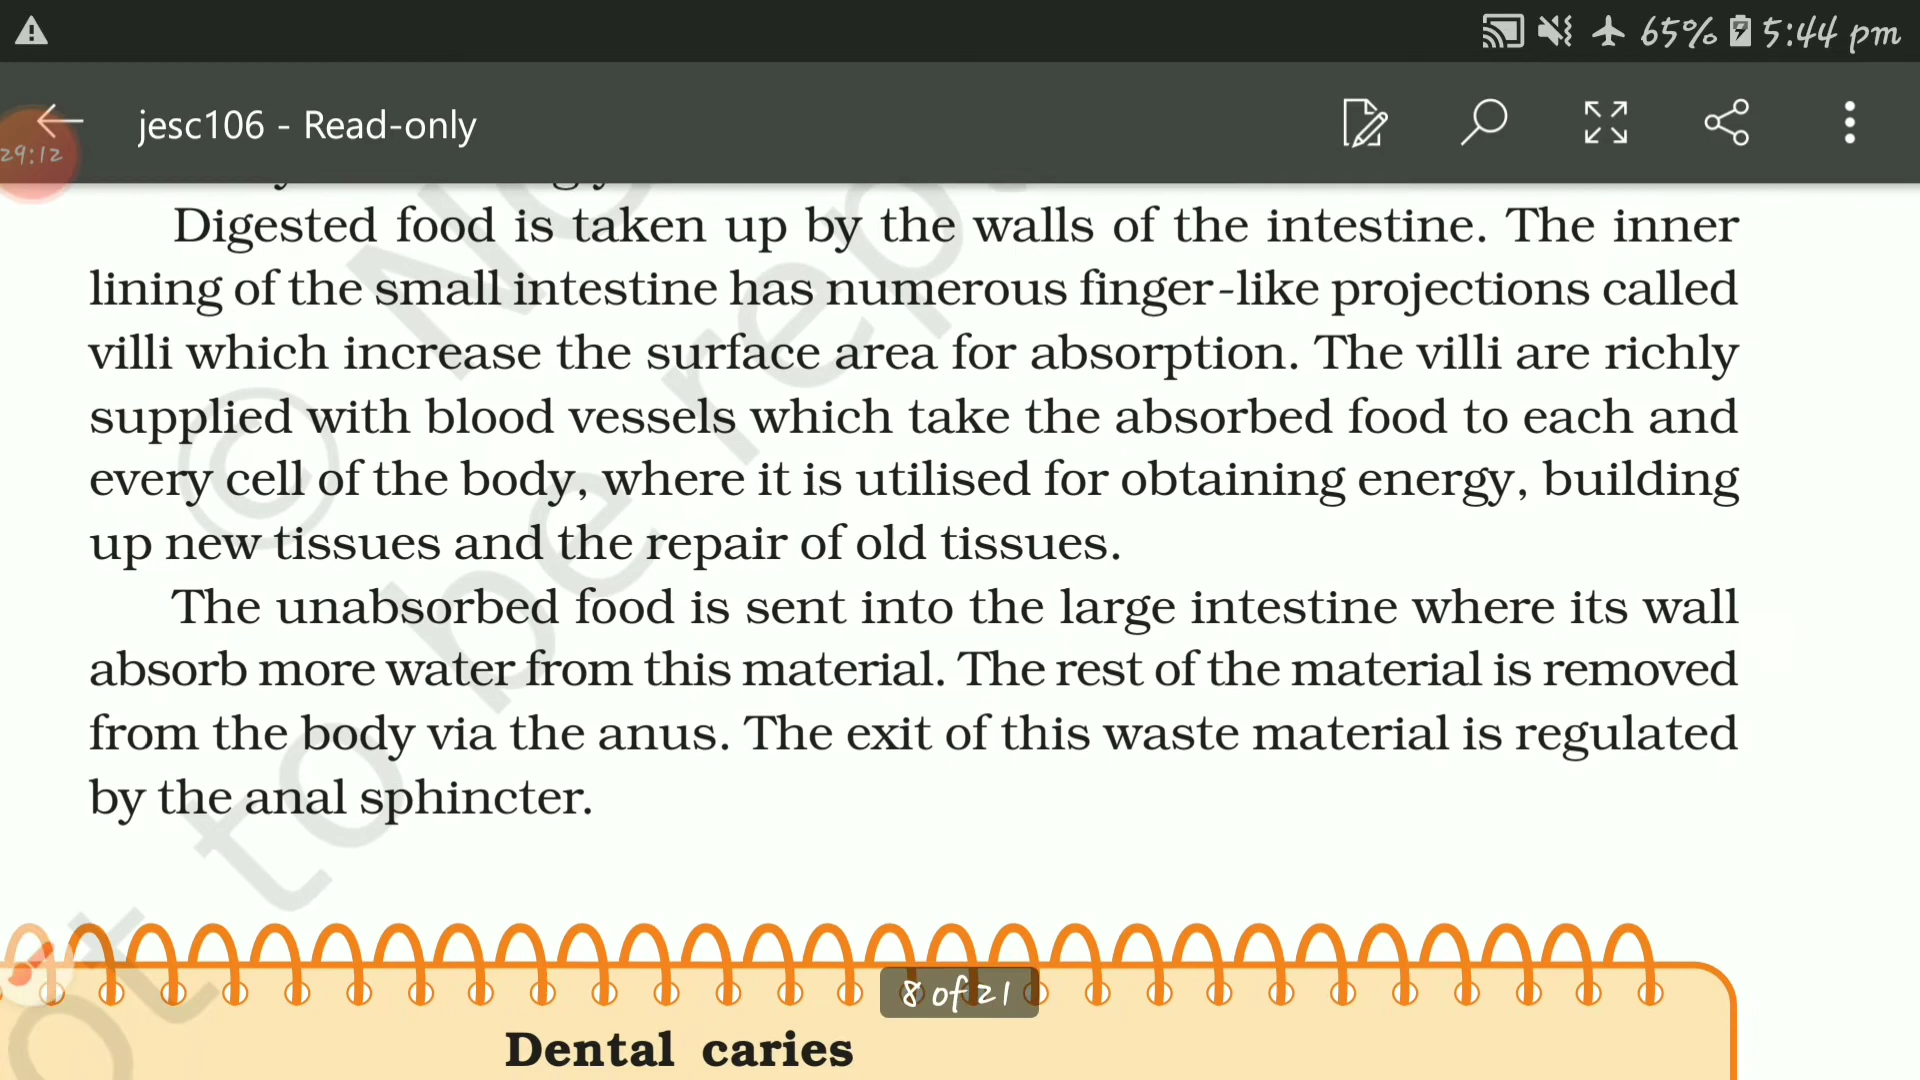 65% 5:44 pm
jesc106 - Read-only
29:12
Digested food is taken up by the walls of the intestine. The inner
lining of the small intestine has numerous finger-like projections called
villi which increase the surface area for absorption. The villi are richly
supplied with blood vessels which take the absorbed food to each and
every cell of the body, where it is utilised for obtaining energy, building
up new tissues and the repair of old tissues.
The unabsorbed food is sent into the large intestine where its wall
absorb more water from this material. The rest of the material is removed
from the body via the anus. The exit of this waste material is regulated
by the anal sphincter.
8 of 21
Dental caries